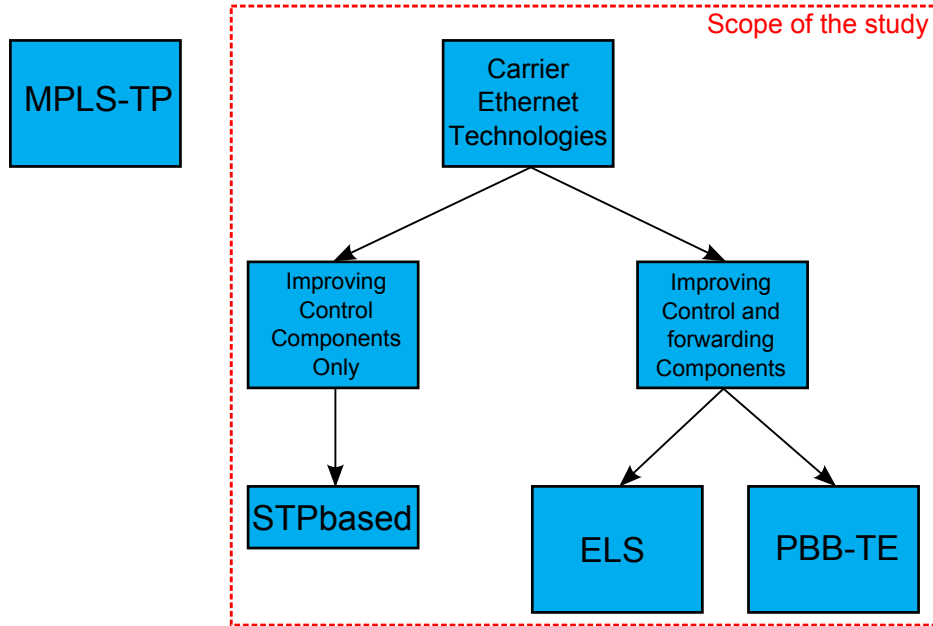 Scope of the study
MPLS-TP
Carrier
Ethernet
Technologies
Improving
Control
Components
Only
Improving
Control and
forwarding
Components
STPbased
ELS
PBB-TE